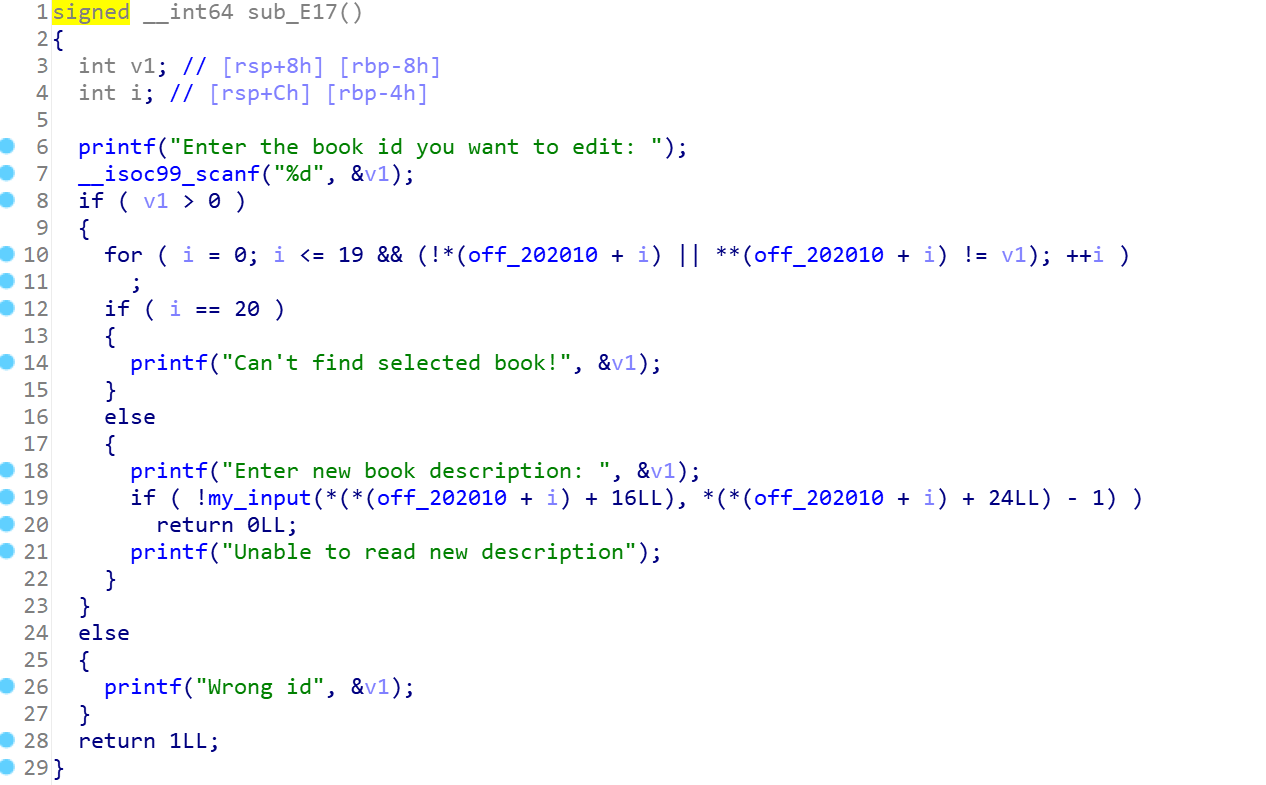 1 signed __int64 sub_E17()
2 {
3   int v1; // [rsp+8h] [rbp-8h]
4   int i; // [rsp+Ch] [rbp-4h]
5
6   printf("Enter the book id you want to edit: ");
7   __isoc99_scanf("%d", &v1);
8   if ( v1 > 0 )
9   {
10     for ( i = 0; i <= 19 && (!*(off_202010 + i) || **(off_202010 + i) != v1); ++i )
11       ;
12     if ( i == 20 )
13     {
14       printf("Can't find selected book!", &v1);
15     }
16     else
17     {
18       printf("Enter new book description: ", &v1);
19       if ( !my_input(*(*(off_202010 + i) + 16LL), *(*(off_202010 + i) + 24LL) - 1) )
20         return 0LL;
21       printf("Unable to read new description");
22     }
23   }
24   else
25   {
26     printf("Wrong id", &v1);
27   }
28   return 1LL;
29 }